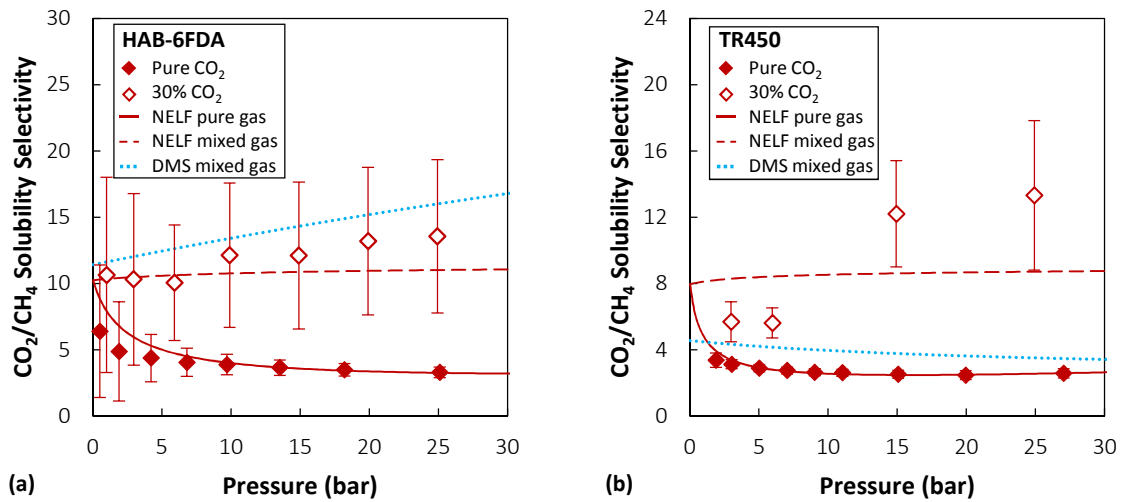 HAB-6FDA
Pure CO₂
30% CO₂
NELF pure gas
NELF mixed gas
DMS mixed gas
CO₂/CH₄ Solubility Selectivity
30
25
20
15
10
5
0
0 5 10 15 20 25 30
(a) Pressure (bar)
TR450
Pure CO₂
30% CO₂
NELF pure gas
NELF mixed gas
DMS mixed gas
CO₂/CH₄ Solubility Selectivity
24
20
16
12
8
4
0
0 5 10 15 20 25 30
(b) Pressure (bar)